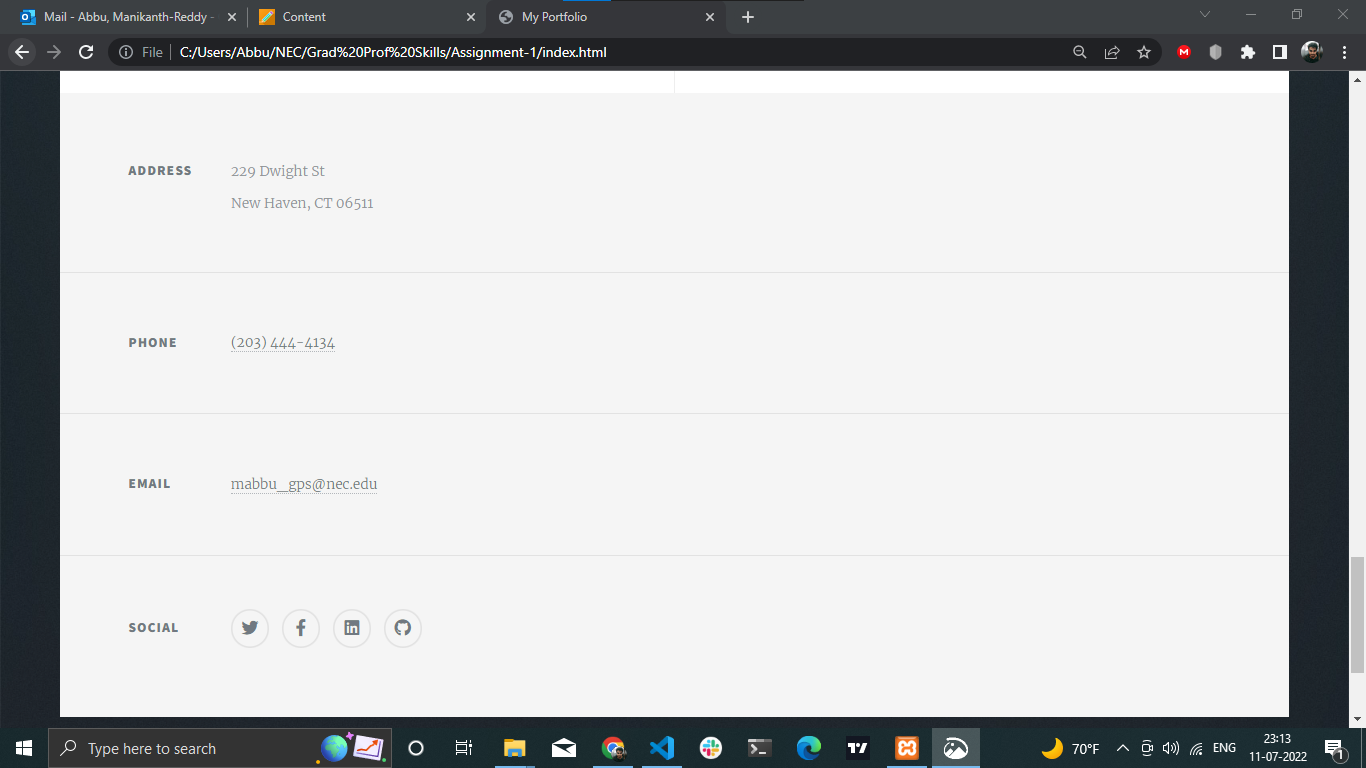 Mail - Abbu, Manikanth-Reddy -
Content
My Portfolio
File
C:/Users/Abbu/NEC/Grad%20Prof%20Skills/Assignment-1/index.html
ADDRESS
229 Dwight St
New Haven, CT 06511
PHONE
(203) 444-4134
EMAIL
mabbu_gps@nec.edu
SOCIAL
Type here to search
70°F
ENG
23:13
11-07-2022
1